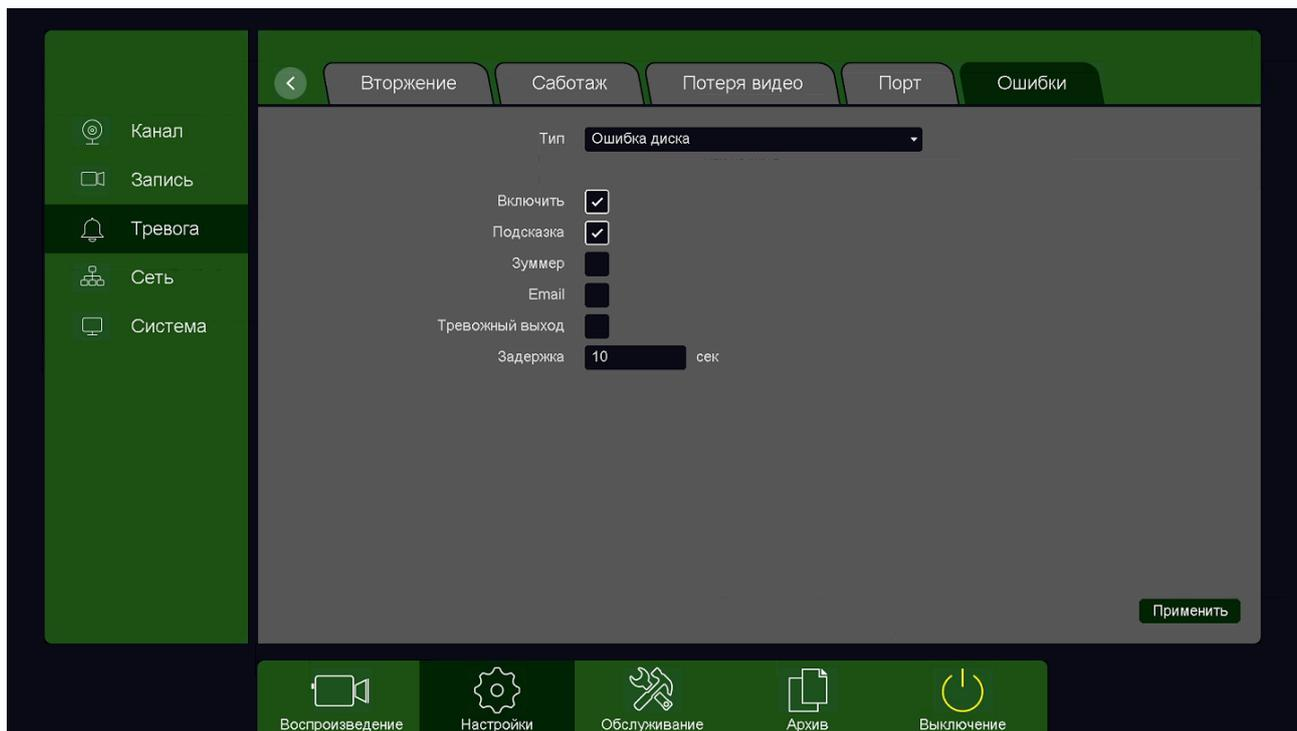 Вторжение Саботаж Потеря видео Порт Ошибки
Канал
Запись
Тревога
Сеть
Система
Тип Ошибка диска
Включить
Подсказка
Зуммер
Email
Тревожный выход
Задержка 10 сек
Применить
Воспроизведение Настройки Обслуживание Архив Выключение